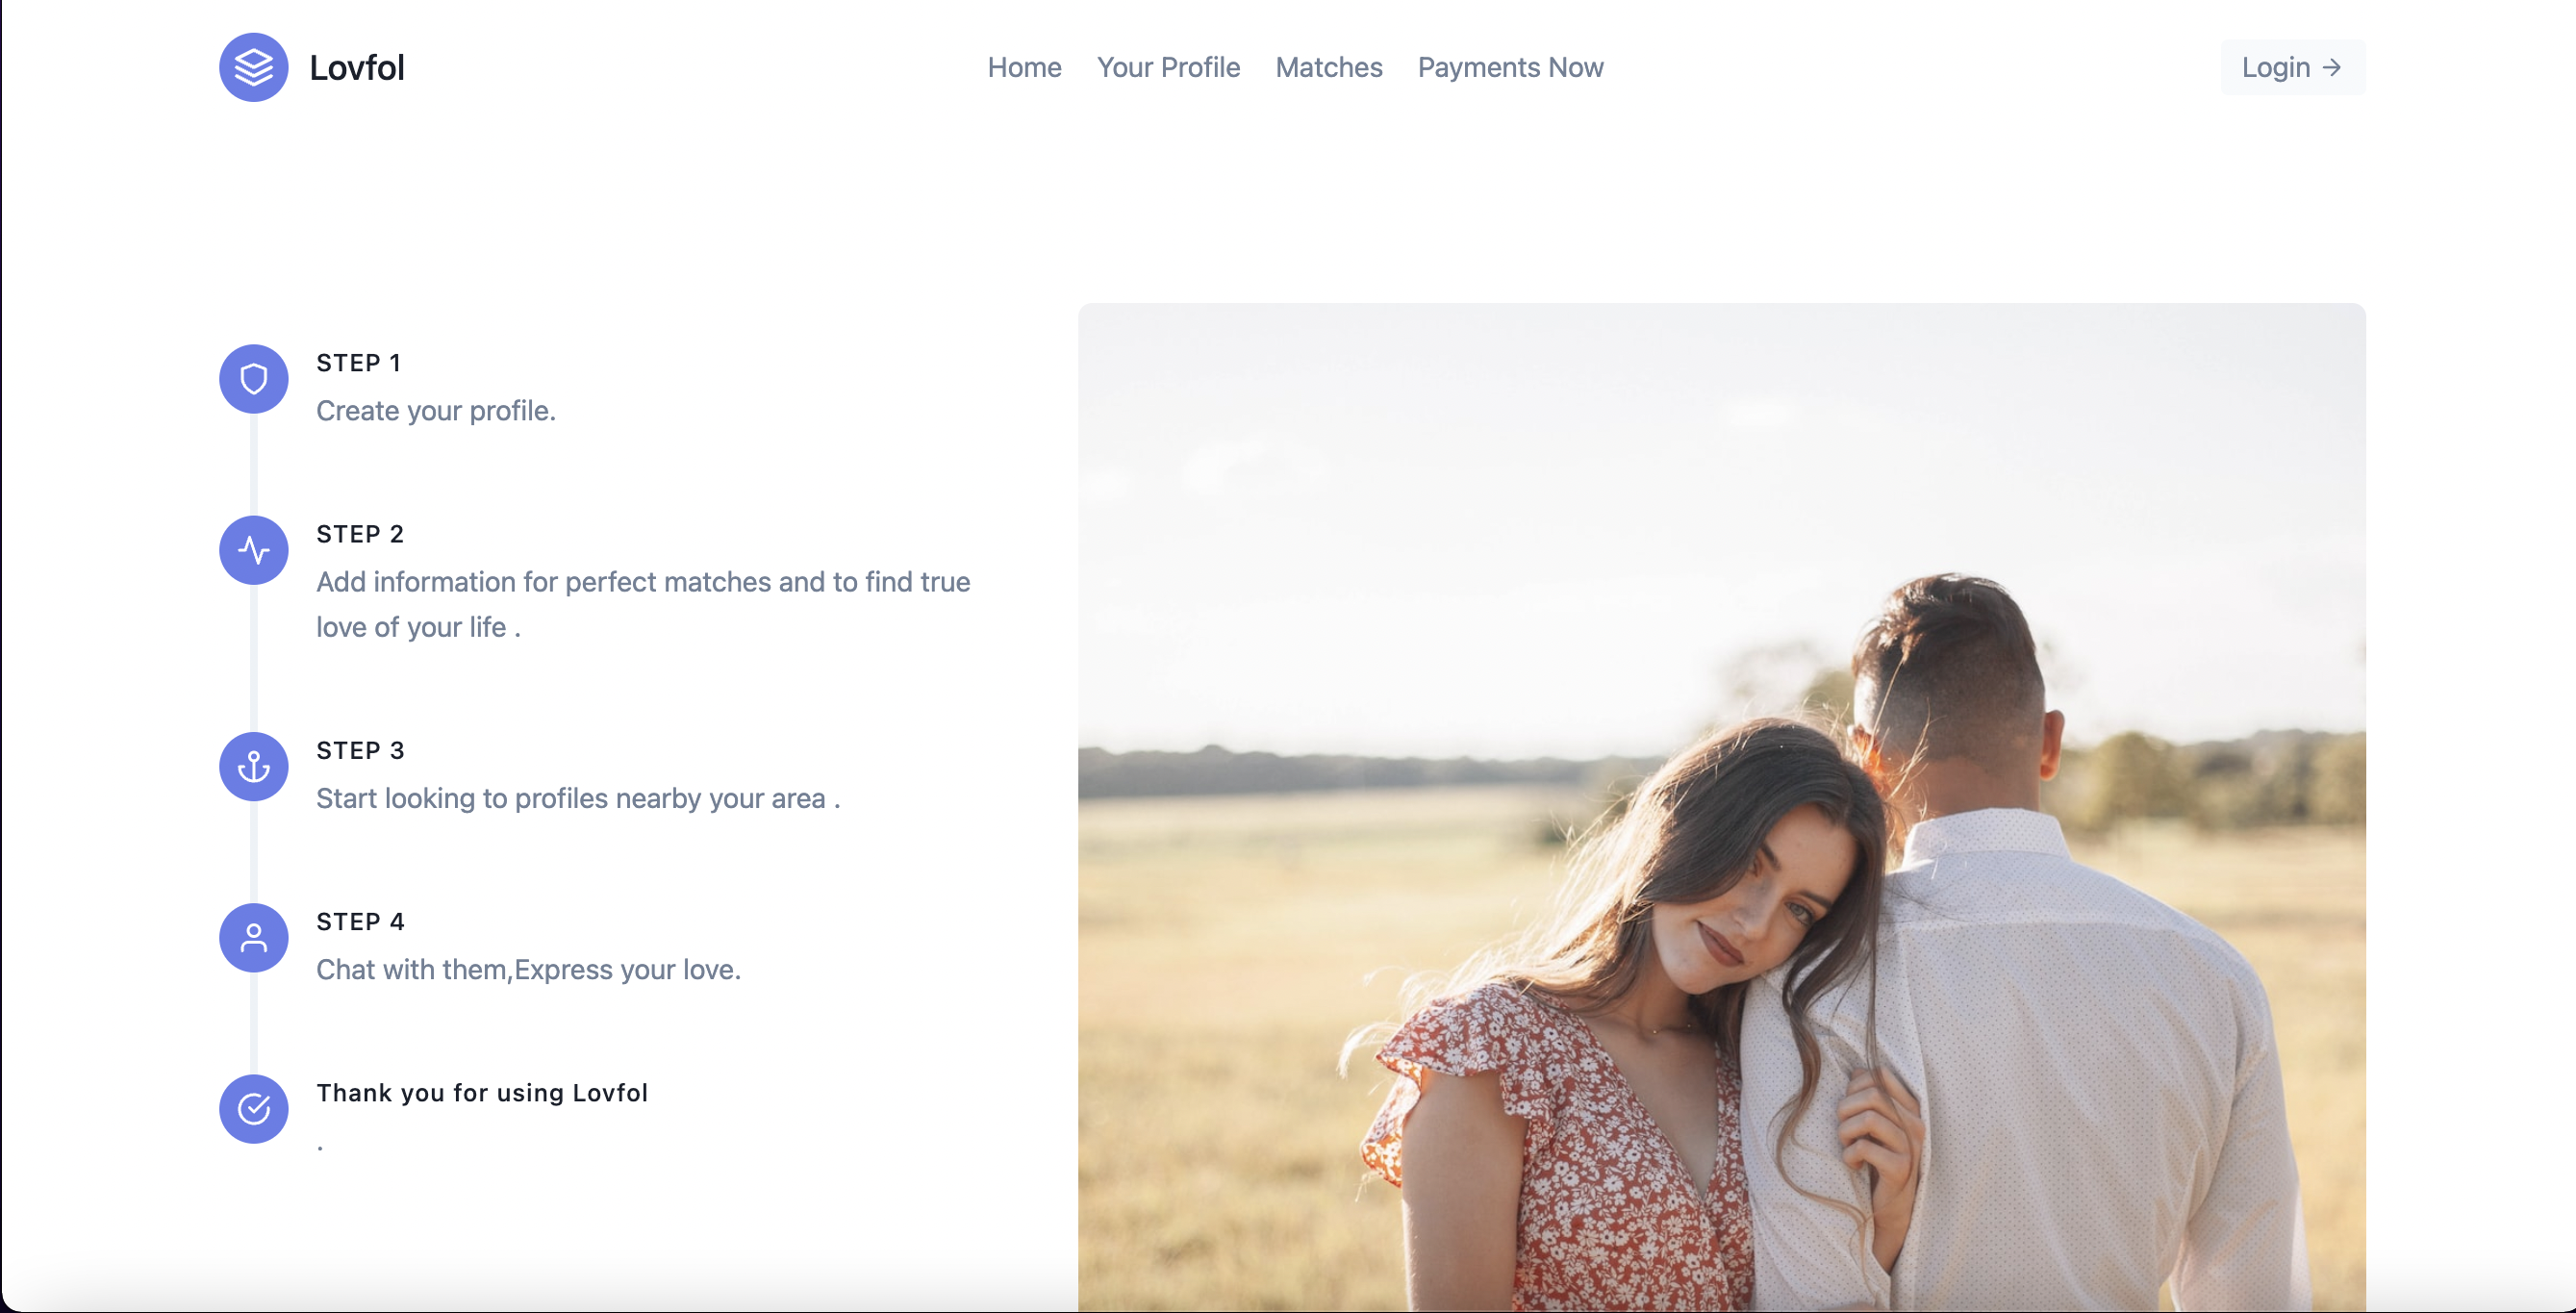 Lovfol
Home
Your Profile
Matches
Payments Now
Login →
STEP 1
Create your profile.
STEP 2
Add information for perfect matches and to find true
love of your life .
STEP 3
Start looking to profiles nearby your area .
STEP 4
Chat with them,Express your love.
Thank you for using Lovfol
.